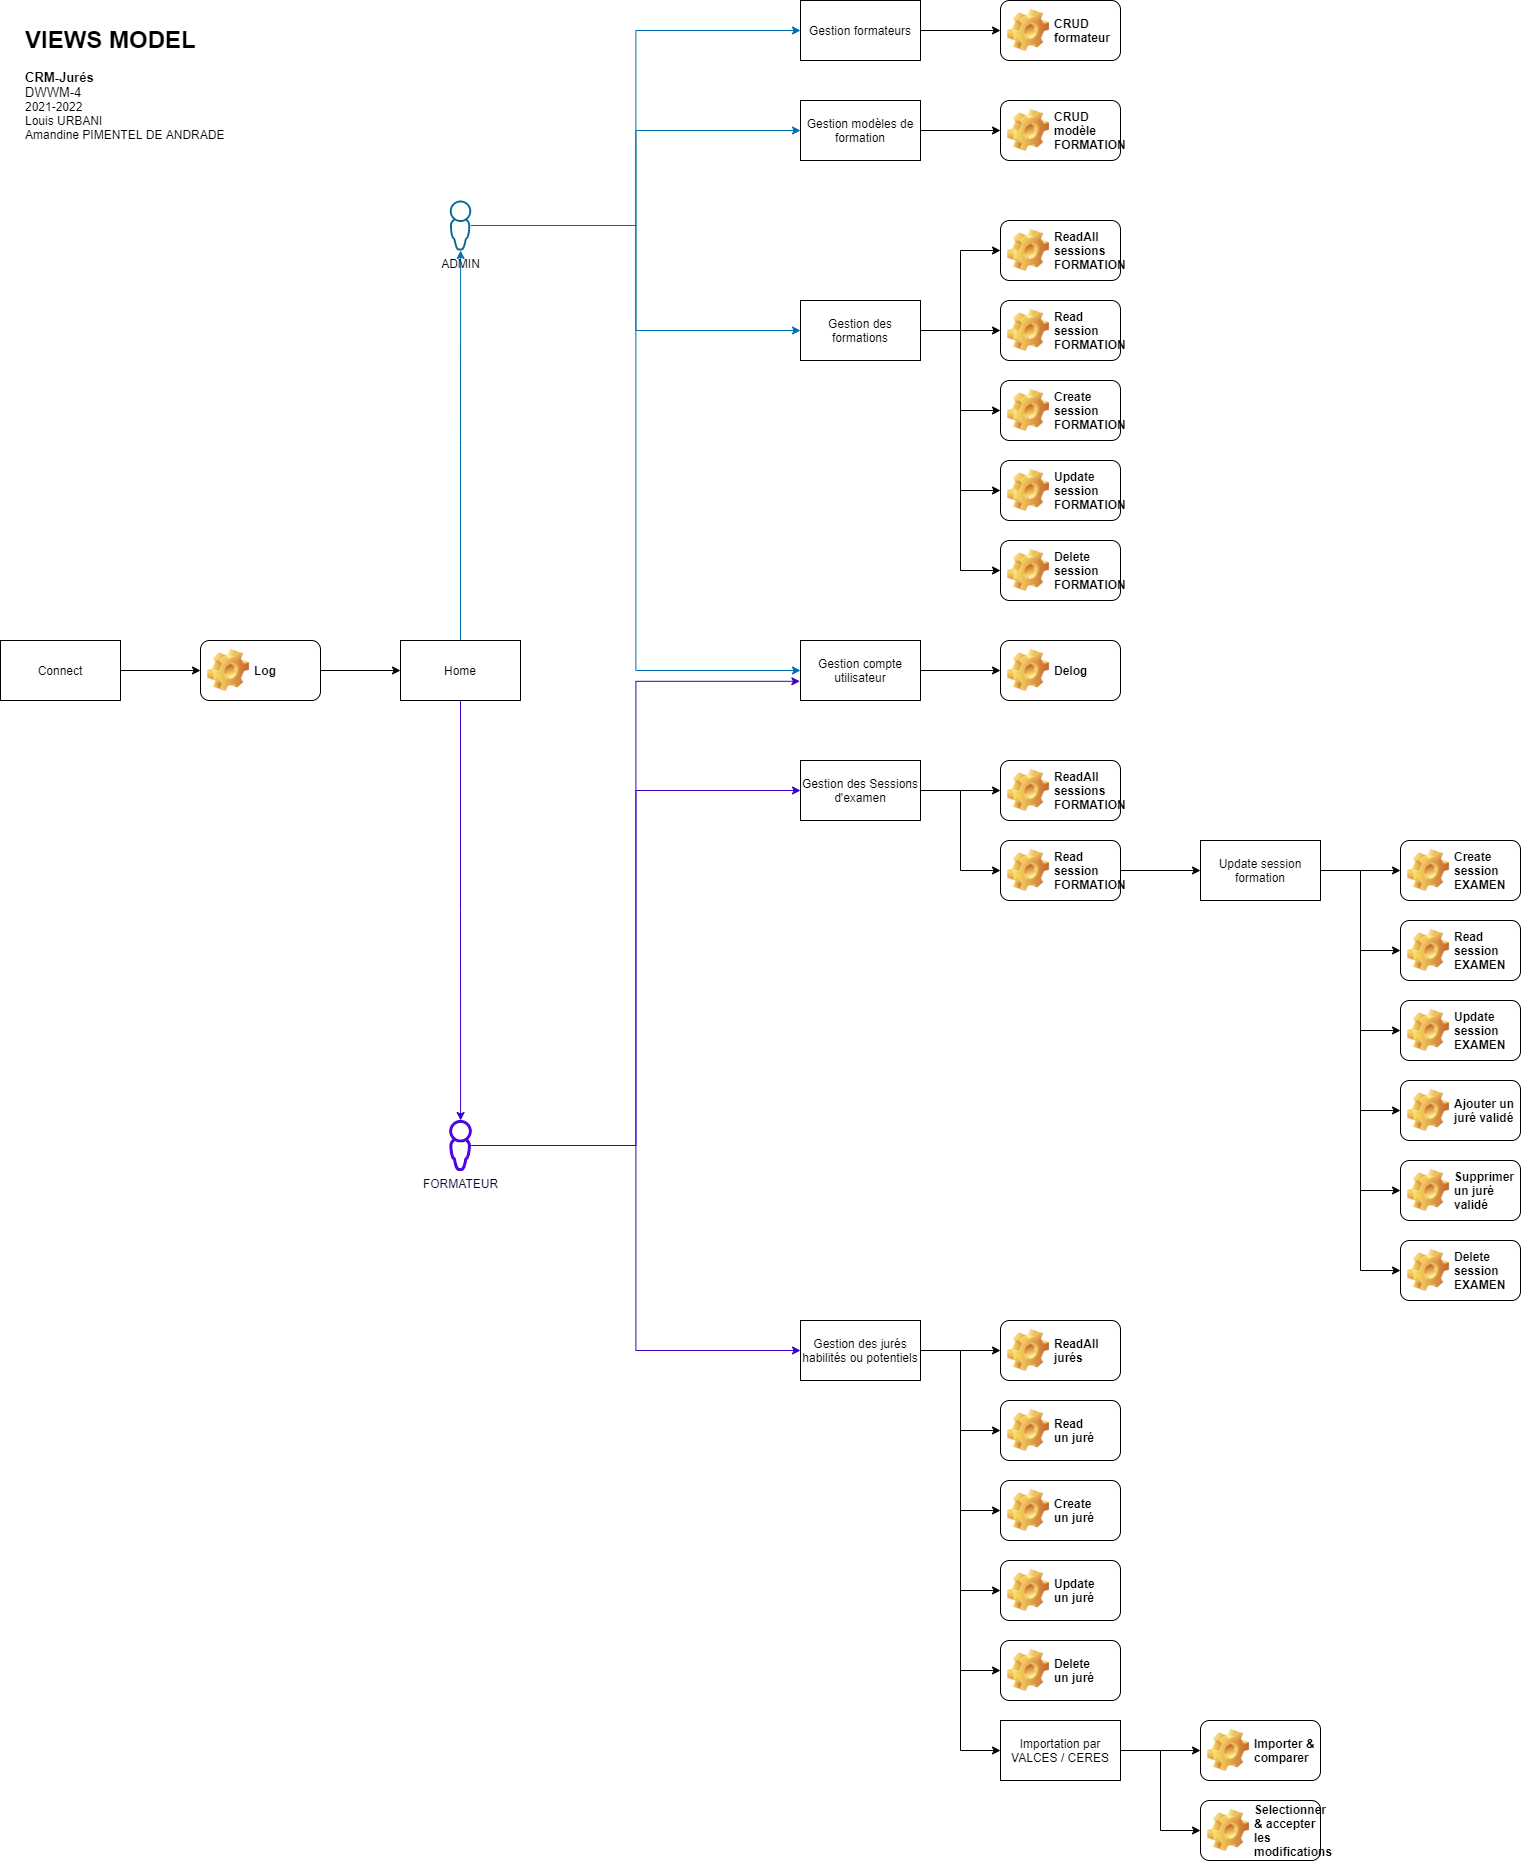 VIEWS MODEL
CRM-Jurés
DWWM-4
2021-2022
Louis URBANI
Amandine PIMENTEL DE ANDRADE
Gestion formateurs
CRUD
formateur
Gestion modèles de
formation
CRUD
modèle
FORMATION
ADMIN
Gestion des
formations
ReadAll
sessions
FORMATION
Read
session
FORMATION
Create
session
FORMATION
Update
session
FORMATION
Delete
session
FORMATION
Connect
Log
Home
Gestion compte
utilisateur
Delog
Gestion des Sessions
d'examen
ReadAll
sessions
FORMATION
Read
session
FORMATION
Update session
formation
Create
session
EXAMEN
Read
session
EXAMEN
Update
session
EXAMEN
Ajouter un
juré validé
Supprimer
un juré
validé
Delete
session
EXAMEN
FORMATEUR
Gestion des jurés
habilités ou potentiels
ReadAll
jurés
Read
un juré
Create
un juré
Update
un juré
Delete
un juré
Importation par
VALCES / CERES
Importer &
comparer
Selectionner
& accepter
les
modifications